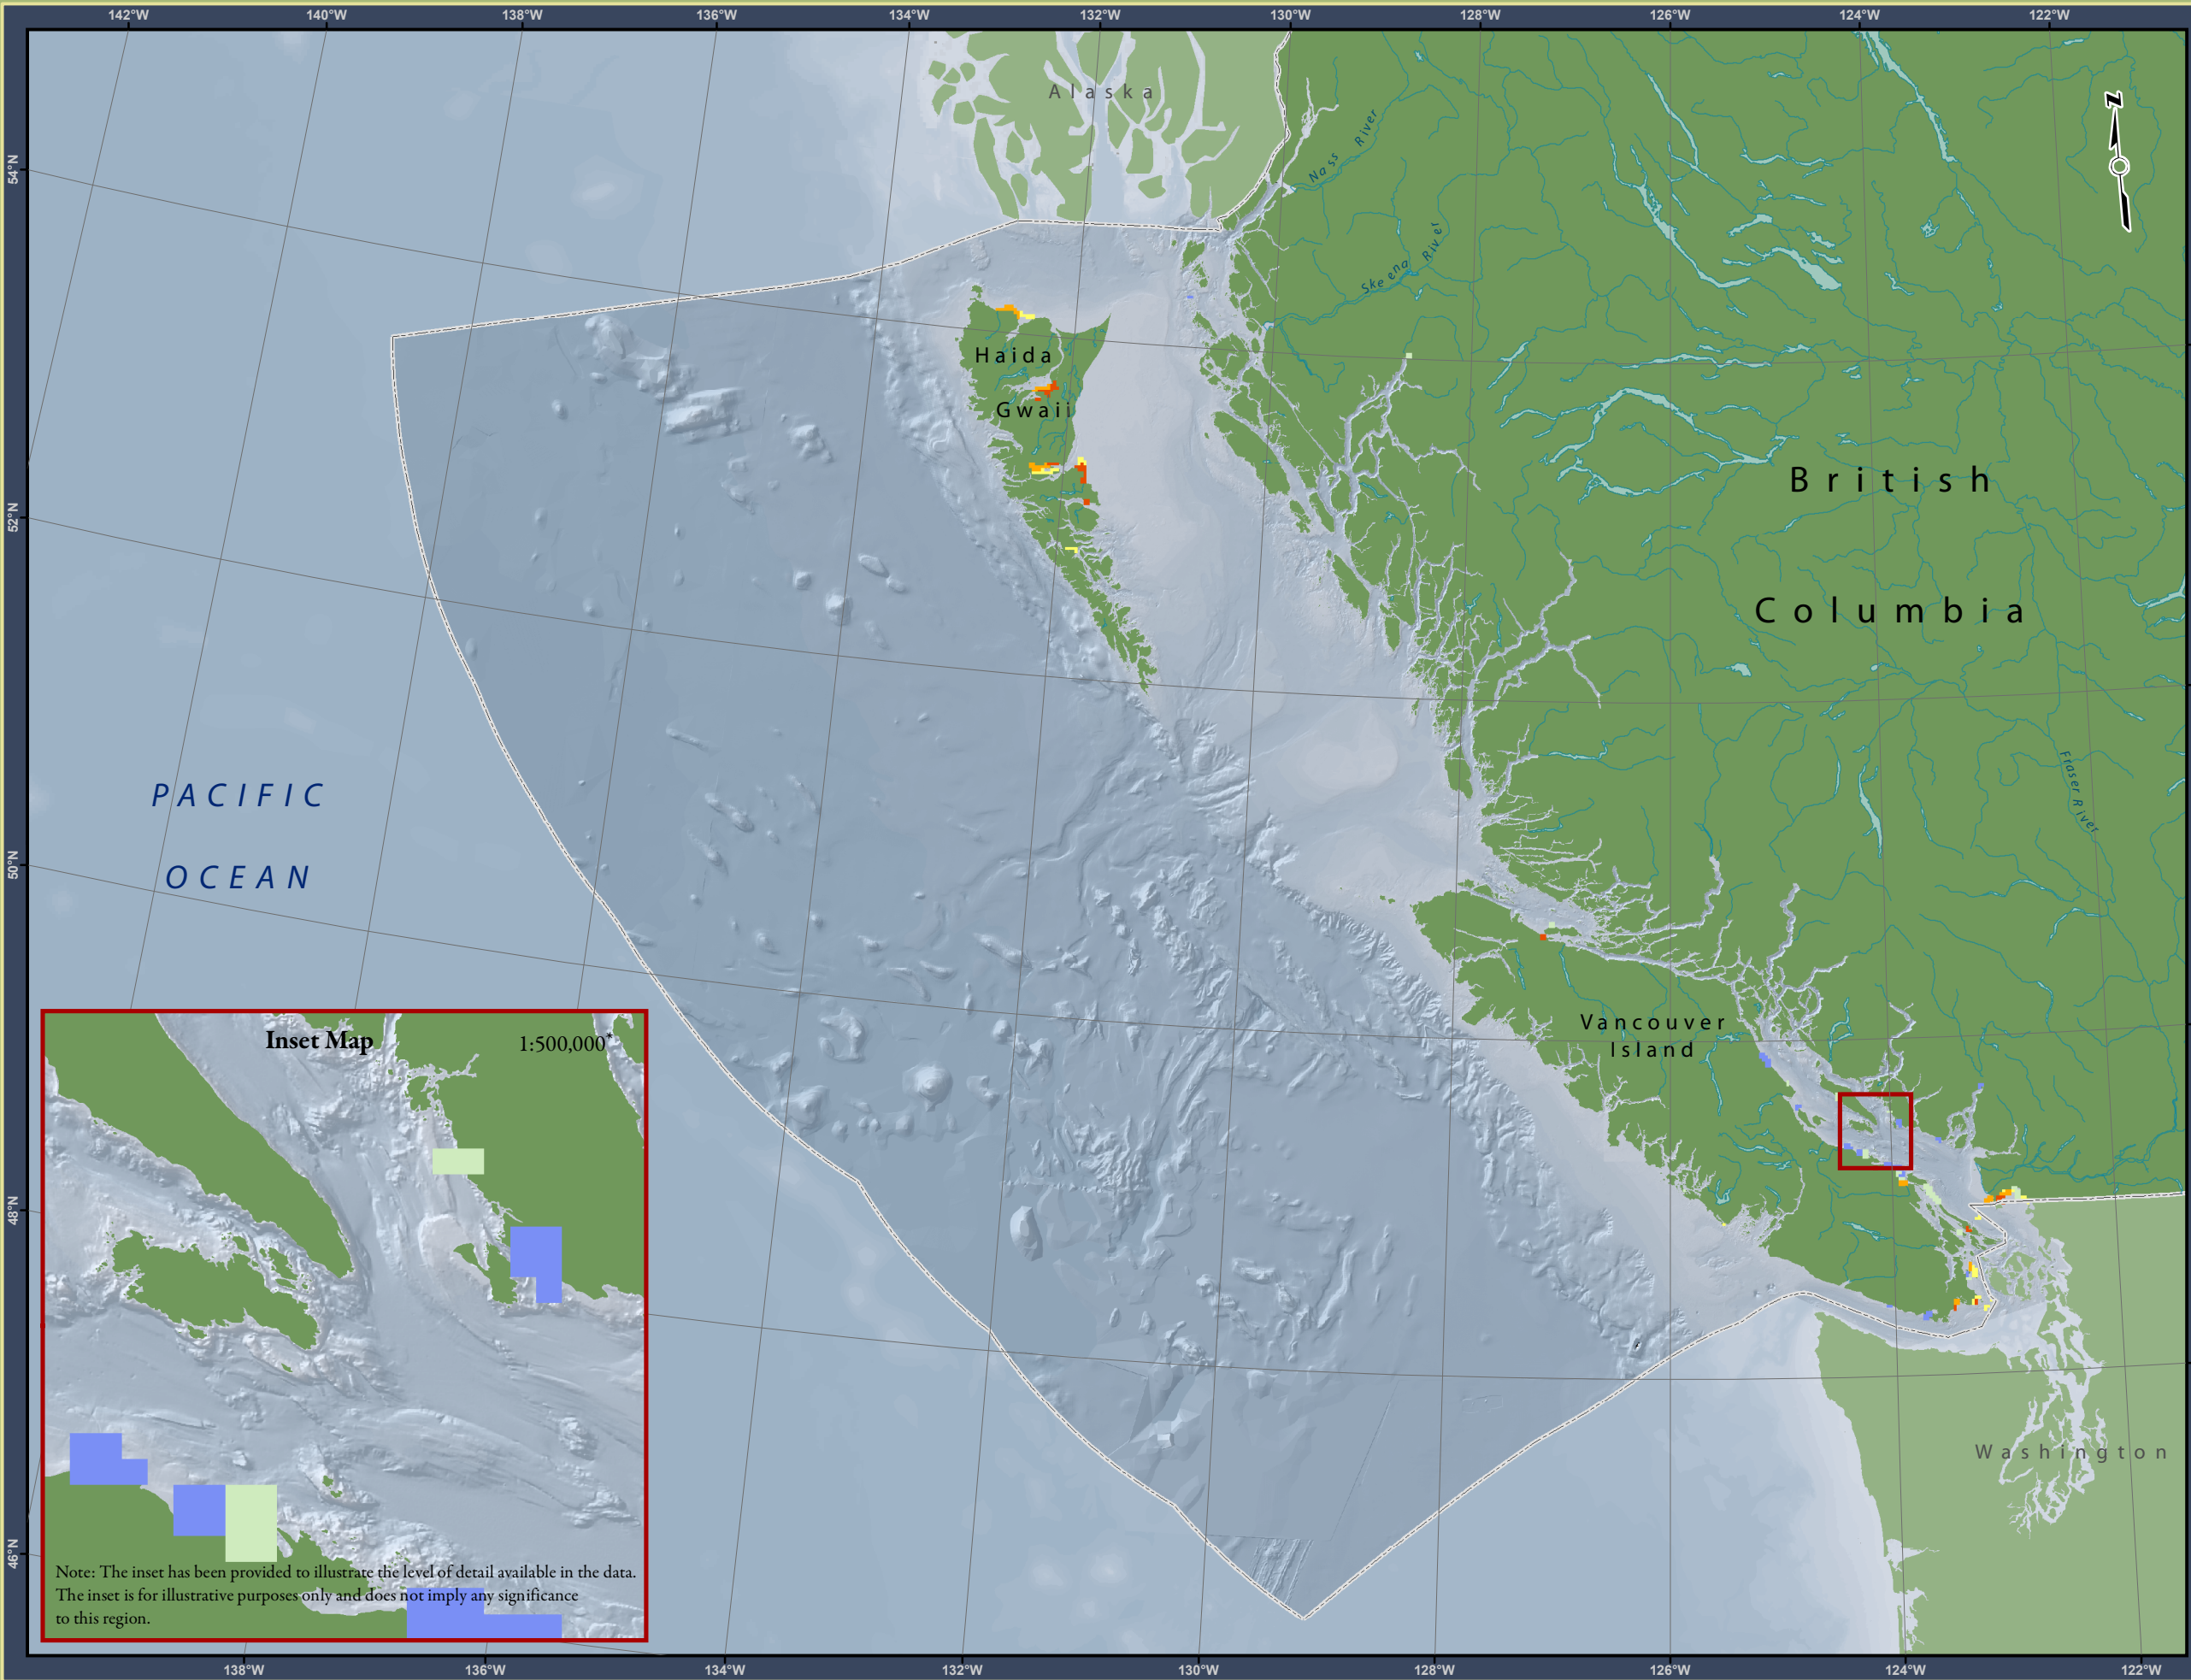 142°W 140°W 138°W 136°W 134°W 132°W 130°W 128°W 126°W 124°W 122°W
Alaska
N
Nass River
54°N
Skeena River
Haida
Gwaii
British
52°N
Columbia
Fraser River
PACIFIC
50°N
OCEAN
Vancouver
Island
Inset Map 1:500,000*
48°N
Washington
46°N
Note: The inset has been provided to illustrate the level of detail available in the data.
The inset is for illustrative purposes only and does not imply any significance
to this region.
138°W 136°W 134°W 132°W 130°W 128°W 126°W 124°W 122°W